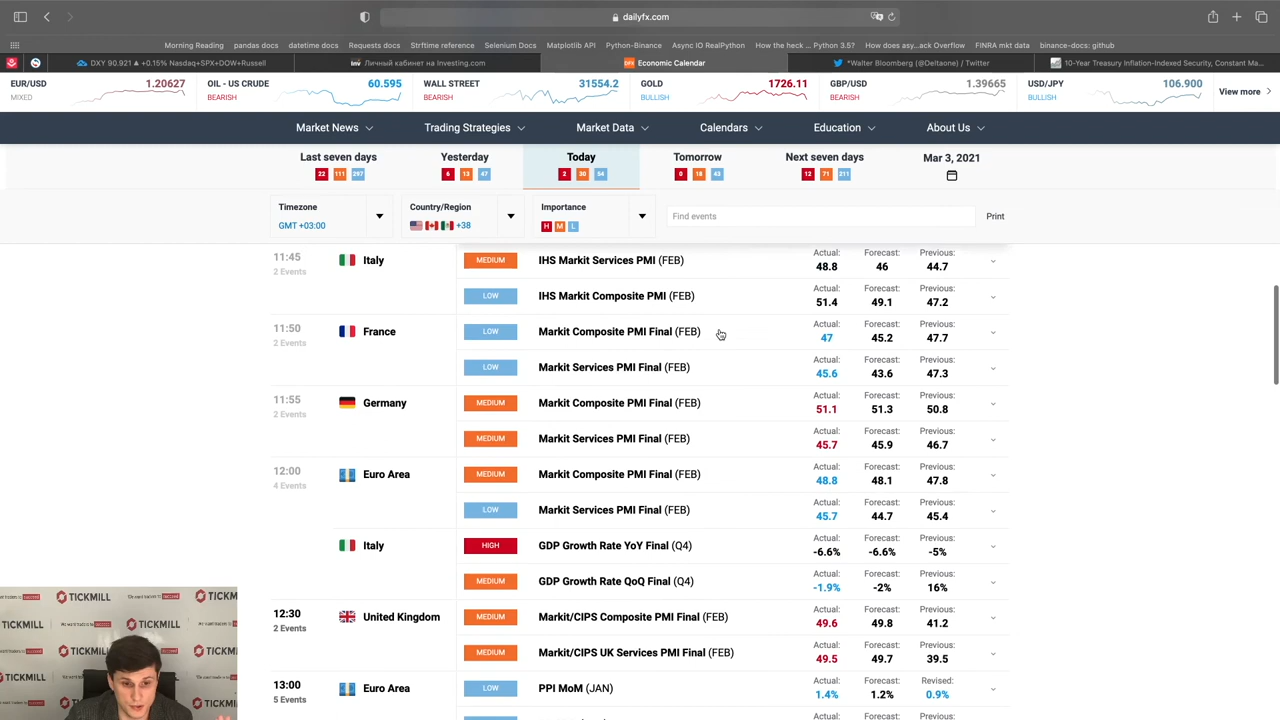 dailyfx.com
Morning Reading pandas docs datetime docs Requests docs Strftime reference Selenium Docs Matplotlib API Python-Binance Async IO RealPython How the heck ... Python 3.5? How does asy...ack Overflow FINRA mkt data binance-docs: github
DXY 90.921 ▲ +0.15% Nasdaq+SPX+DOW+Russell
Личный кабинет на Investing.com
Economic Calendar
*Walter Bloomberg (@Deltaone) / Twitter
10-Year Treasury Inflation-Indexed Security, Constant Ma...
EUR/USD 1.20627
MIXED
OIL - US CRUDE 60.595
BEARISH
WALL STREET 31554.2
BEARISH
GOLD 1726.11
BULLISH
GBP/USD 1.39665
BEARISH
USD/JPY 106.900
BULLISH
View more
Market News Trading Strategies Market Data Calendars Education About Us
Last seven days Yesterday Today Tomorrow Next seven days Mar 3, 2021
22 111 297 6 13 47 2 30 54 0 18 43 12 71 211
Timezone
GMT +03:00
Country/Region
+38
Importance
H M L
Find events
Print
11:45 Italy MEDIUM IHS Markit Services PMI (FEB) Actual: 48.8 Forecast: 46 Previous: 44.7
2 Events
LOW IHS Markit Composite PMI (FEB) Actual: 51.4 Forecast: 49.1 Previous: 47.2
11:50 France LOW Markit Composite PMI Final (FEB) Actual: 47 Forecast: 45.2 Previous: 47.7
2 Events
LOW Markit Services PMI Final (FEB) Actual: 45.6 Forecast: 43.6 Previous: 47.3
11:55 Germany MEDIUM Markit Composite PMI Final (FEB) Actual: 51.1 Forecast: 51.3 Previous: 50.8
2 Events
MEDIUM Markit Services PMI Final (FEB) Actual: 45.7 Forecast: 45.9 Previous: 46.7
12:00 Euro Area MEDIUM Markit Composite PMI Final (FEB) Actual: 48.8 Forecast: 48.1 Previous: 47.8
4 Events
LOW Markit Services PMI Final (FEB) Actual: 45.7 Forecast: 44.7 Previous: 45.4
Italy HIGH GDP Growth Rate YoY Final (Q4) Actual: -6.6% Forecast: -6.6% Previous: -5%
MEDIUM GDP Growth Rate QoQ Final (Q4) Actual: -1.9% Forecast: -2% Previous: 16%
12:30 United Kingdom MEDIUM Markit/CIPS Composite PMI Final (FEB) Actual: 49.6 Forecast: 49.8 Previous: 41.2
2 Events
MEDIUM Markit/CIPS UK Services PMI Final (FEB) Actual: 49.5 Forecast: 49.7 Previous: 39.5
13:00 Euro Area LOW PPI MoM (JAN) Actual: 1.4% Forecast: 1.2% Revised: 0.9%
5 Events
Actual: Forecast: Previous:
TICKMILL TICKM
TICKMILL TICKMILL
TICKMILL
TICKMILL